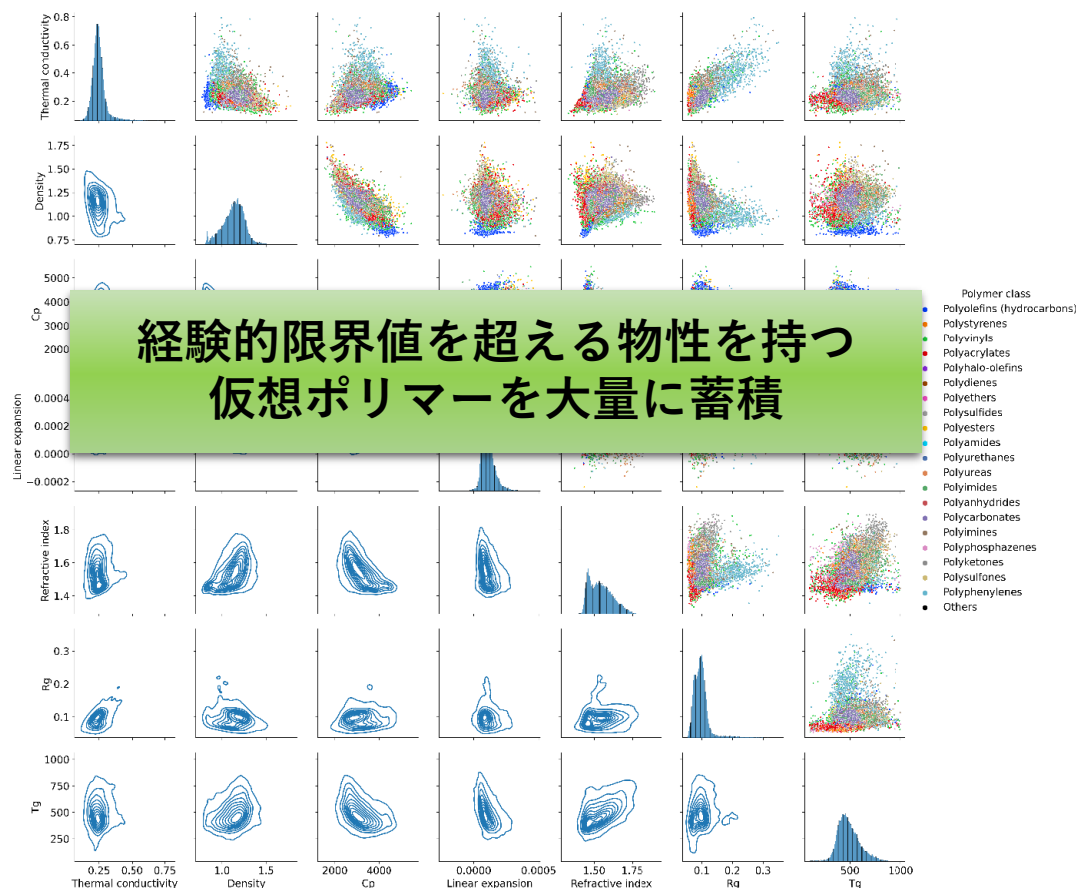 0.8
0.6
0.4
0.2
Thermal conductivity
1.75
1.50
1.25
1.00
0.75
Density
5000
4000
3000
2000
Cp
経験的限界値を超える物性を持つ
仮想ポリマーを大量に蓄積
Polymer class
Polyolefins (hydrocarbons)
Polystyrenes
Polyvinyls
Polyacrylates
Polyhalo-olefins
Polydienes
Polyethers
Polysulfides
Polyesters
Polyamides
Polyurethanes
Polyureas
Polyimides
Polyanhydrides
Polycarbonates
Polyimines
Polyphosphazenes
Polyketones
Polysulfones
Polyphenylenes
Others
0.0004
0.0002
0.0000
−0.0002
Linear expansion
1.8
1.6
1.4
Refractive index
0.3
0.2
0.1
Rg
1000
750
500
250
Tg
0.25 0.50 0.75
Thermal conductivity
1.0 1.5
Density
2000 4000
Cp
0.0000 0.0005
Linear expansion
1.50 1.75
Refractive index
0.1 0.2 0.3
Rg
500 1000
Tg